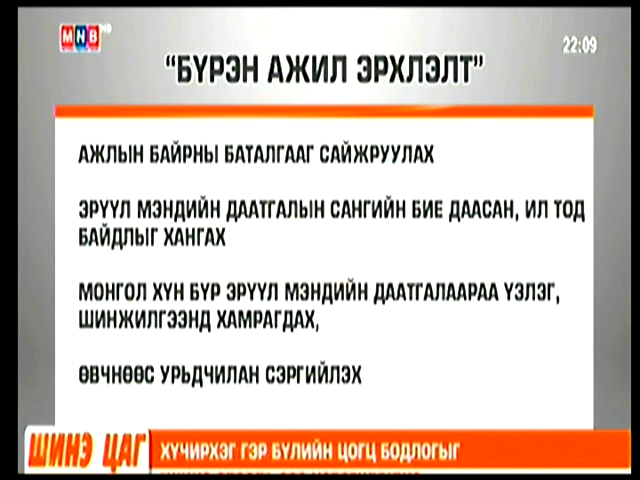 MNB HD
22:09
"БҮРЭН АЖИЛ ЭРХЛЭЛТ"
АЖЛЫН БАЙРНЫ БАТАЛГААГ САЙЖРУУЛАХ
ЭРҮҮЛ МЭНДИЙН ДААТГАЛЫН САНГИЙН БИЕ ДААСАН, ИЛ ТОД
БАЙДЛЫГ ХАНГАХ
МОНГОЛ ХҮН БҮР ЭРҮҮЛ МЭНДИЙН ДААТГАЛААРАА ҮЗЛЭГ,
ШИНЖИЛГЭЭНД ХАМРАГДАХ,
ӨВЧНӨӨС УРЬДЧИЛАН СЭРГИЙЛЭХ
ШИНЭ ЦАГ
ХҮЧИРХЭГ ГЭР БҮЛИЙН ЦОГЦ БОДЛОГЫГ